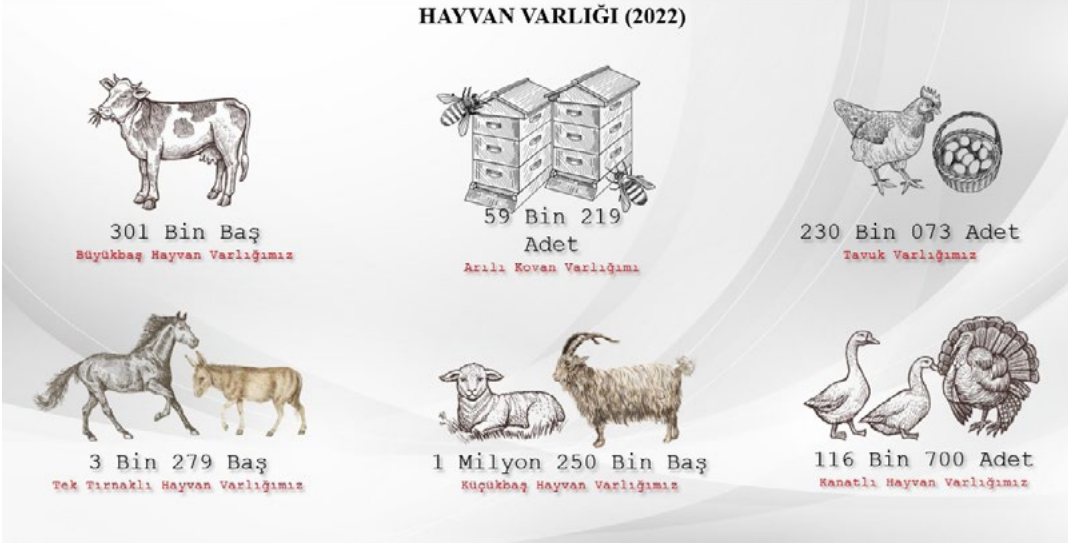 HAYVAN VARLIĞI (2022)
301 Bin Baş
Büyükbaş Hayvan Varlığımız
59 Bin 219
Adet
Arılı Kovan Varlığımı
230 Bin 073 Adet
Tavuk Varlığımız
3 Bin 279 Baş
Tek Tırnaklı Hayvan Varlığımız
1 Milyon 250 Bin Baş
Küçükbaş Hayvan Varlığımız
116 Bin 700 Adet
Kanatlı Hayvan Varlığımız